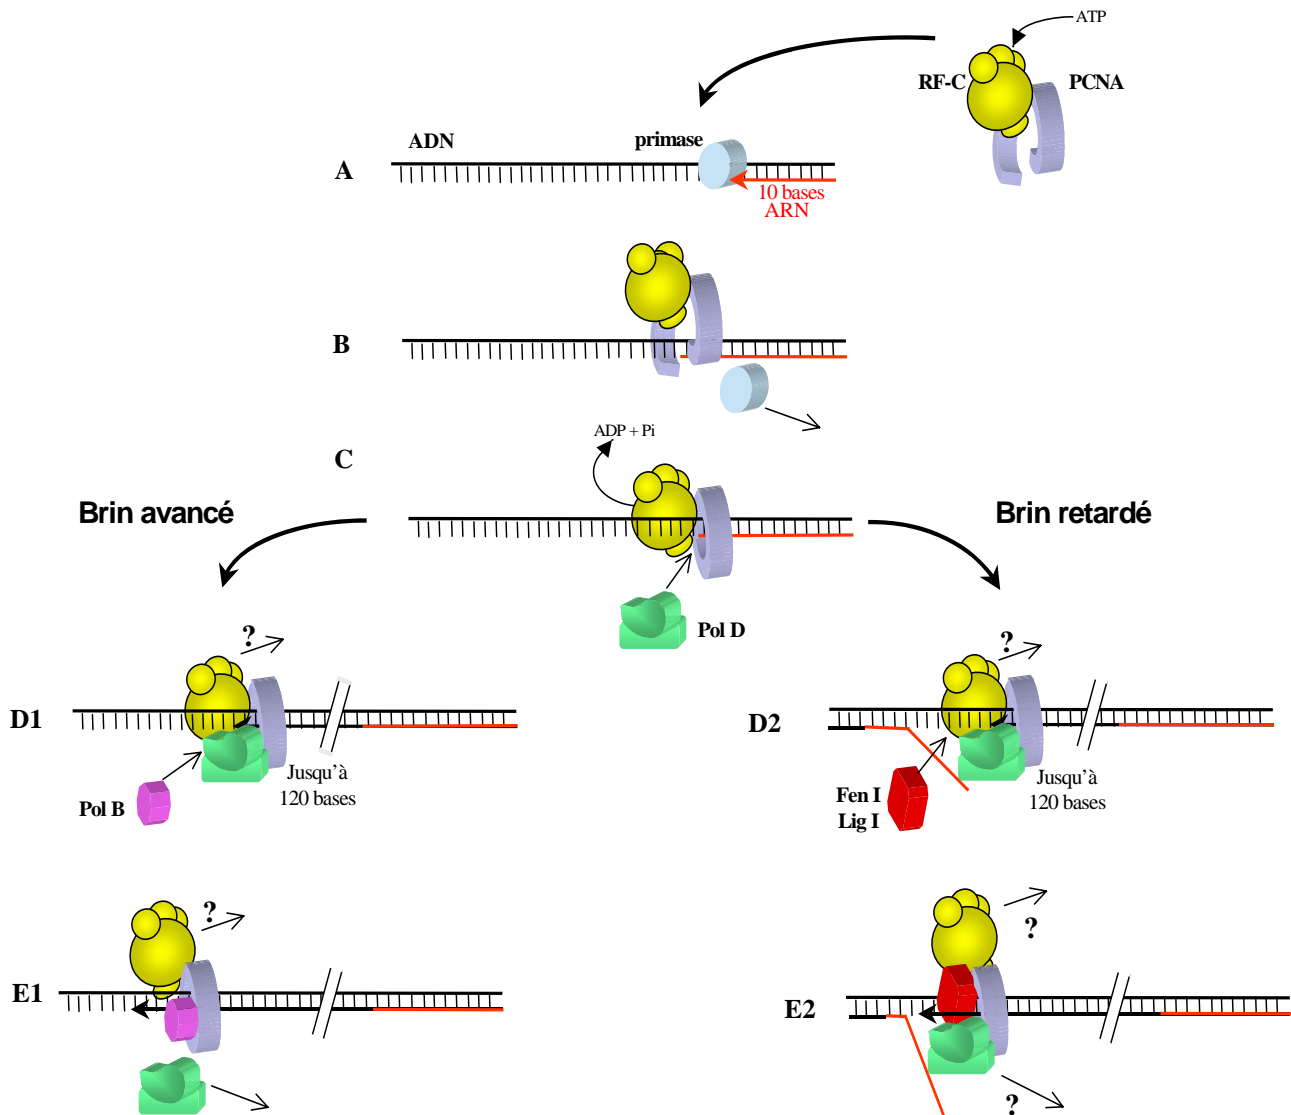 ATP
RF-C
PCNA
ADN
primase
A
10 bases
ARN
B
ADP + Pi
C
Brin avancé
Brin retardé
Pol D
?
?
D1
D2
Jusqu'à
120 bases
Pol B
Jusqu'à
120 bases
Fen I
Lig I
?
?
E1
E2
?